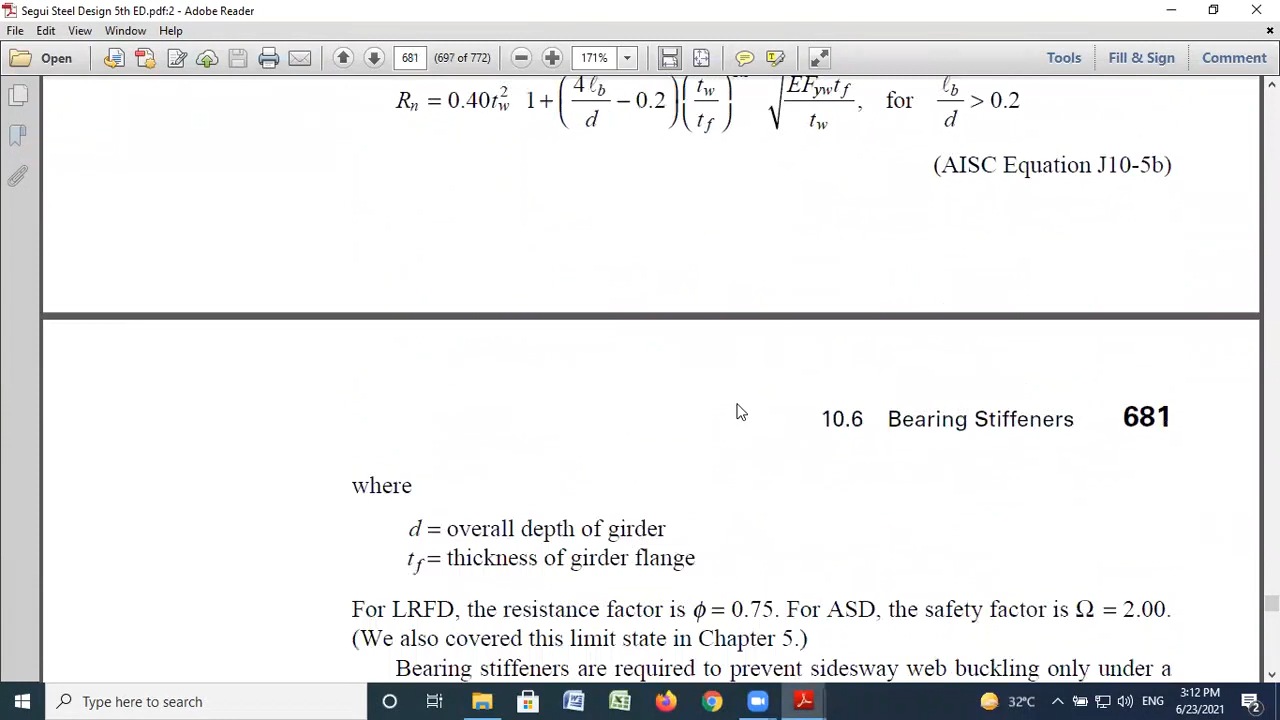 Segui Steel Design 5th ED.pdf:2 - Adobe Reader
File Edit View Window Help
Open 681 (697 of 772) 171% Tools Fill & Sign Comment
Rn = 0.40tw² 1+(4ℓb/d − 0.2)(tw/tf) √(EFywtf/tw), for ℓb/d > 0.2
(AISC Equation J10-5b)
10.6 Bearing Stiffeners 681
where
d = overall depth of girder
tf = thickness of girder flange
For LRFD, the resistance factor is ϕ = 0.75. For ASD, the safety factor is Ω = 2.00.
(We also covered this limit state in Chapter 5.)
Bearing stiffeners are required to prevent sidesway web buckling only under a
Type here to search 32°C ENG 3:12 PM
6/23/2021 2